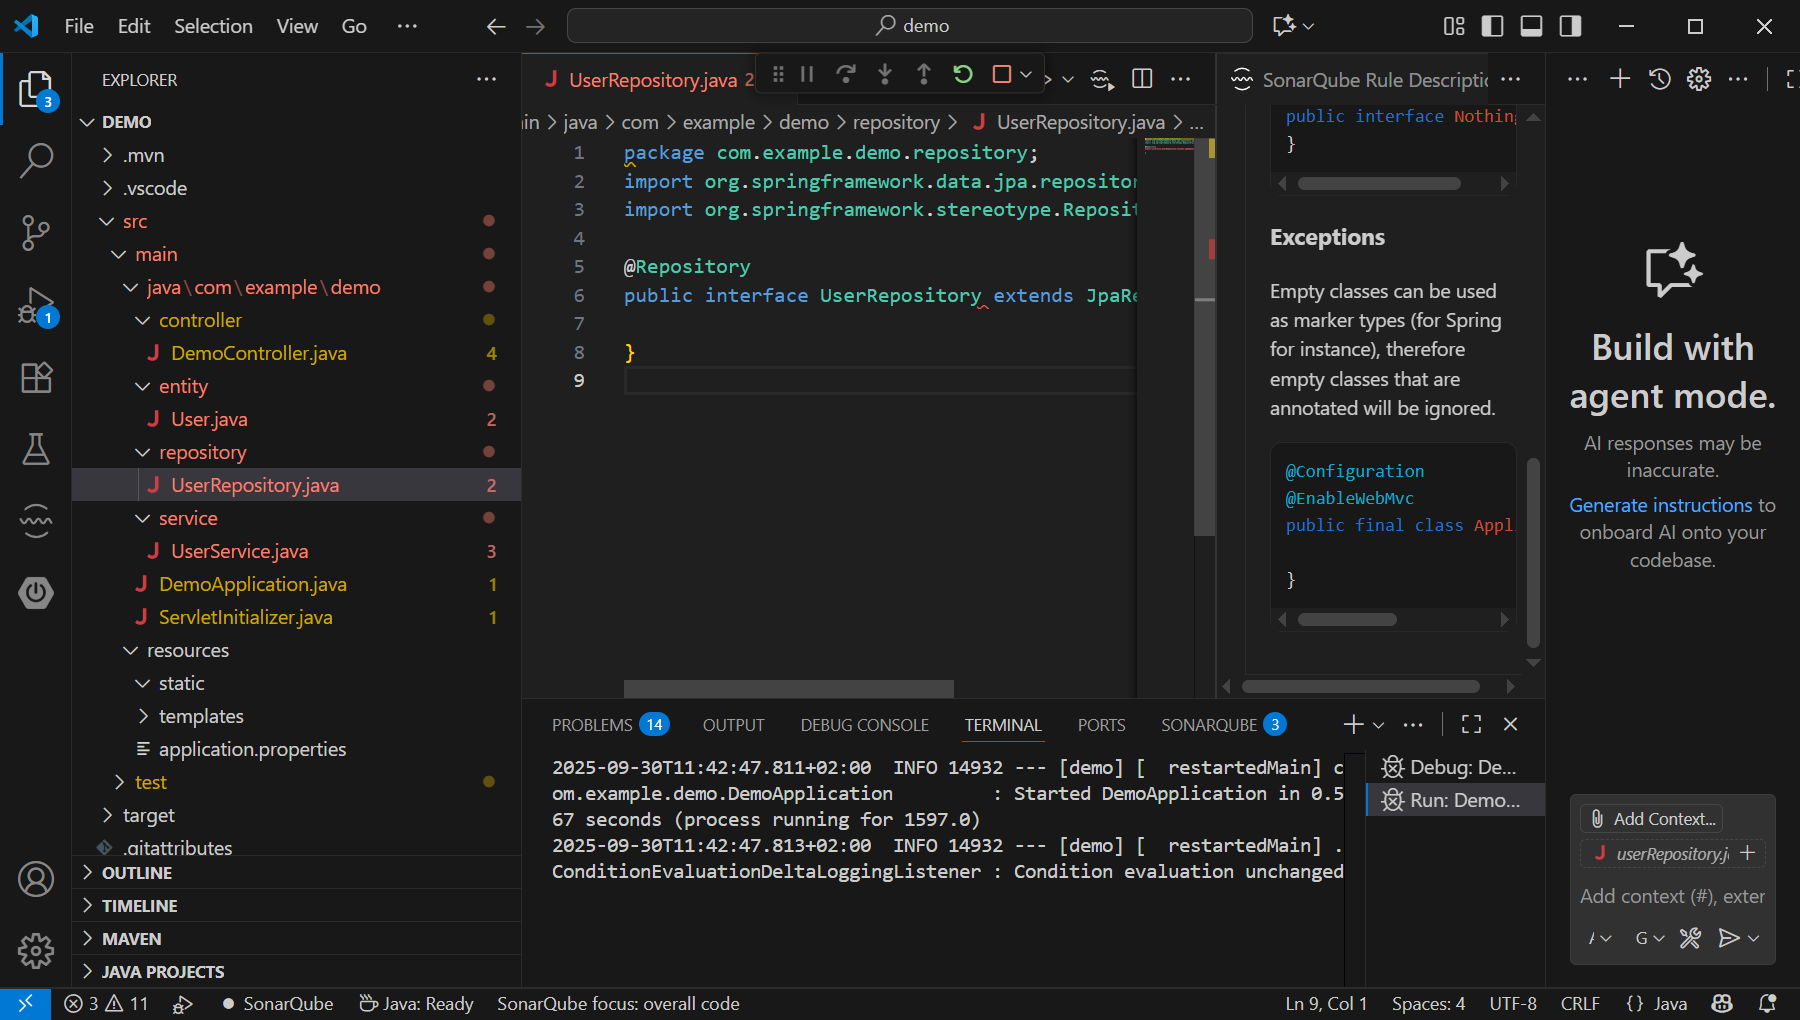 File Edit Selection View Go ···
demo
EXPLORER
DEMO
.mvn
.vscode
src
main
java\com\example\demo
controller
DemoController.java 4
entity
User.java 2
repository
UserRepository.java 2
service
UserService.java 3
DemoApplication.java 1
ServletInitializer.java 1
resources
static
templates
application.properties
test
target
.gitattributes
OUTLINE
TIMELINE
MAVEN
JAVA PROJECTS
3
1
UserRepository.java 2
in > java > com > example > demo > repository > UserRepository.java > ...
1 package com.example.demo.repository;
2 import org.springframework.data.jpa.repositor
3 import org.springframework.stereotype.Reposit
4
5 @Repository
6 public interface UserRepository extends JpaRe
7
8 }
9
SonarQube Rule Descriptic
public interface Nothing
}
Exceptions
Empty classes can be used
as marker types (for Spring
for instance), therefore
empty classes that are
annotated will be ignored.
@Configuration
@EnableWebMvc
public final class Appl
}
Build with
agent mode.
AI responses may be
inaccurate.
Generate instructions to
onboard AI onto your
codebase.
Add Context...
userRepository.j
Add context (#), exter
G
PROBLEMS 14 OUTPUT DEBUG CONSOLE TERMINAL PORTS SONARQUBE 3
2025-09-30T11:42:47.811+02:00  INFO 14932 --- [demo] [  restartedMain] c
om.example.demo.DemoApplication         : Started DemoApplication in 0.5
67 seconds (process running for 1597.0)
2025-09-30T11:42:47.813+02:00  INFO 14932 --- [demo] [  restartedMain] .
ConditionEvaluationDeltaLoggingListener : Condition evaluation unchanged
Debug: De...
Run: Demo...
3 11 SonarQube Java: Ready SonarQube focus: overall code Ln 9, Col 1 Spaces: 4 UTF-8 CRLF {} Java